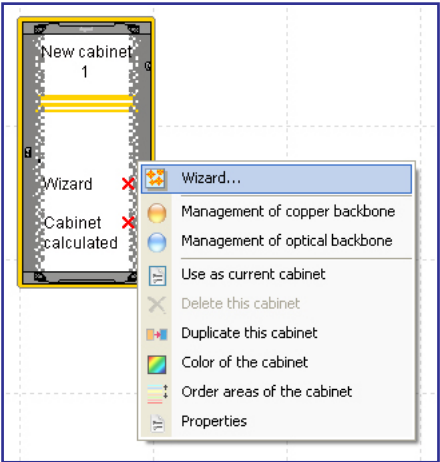 New cabinet
1
Wizard
Cabinet
calculated
Wizard...
Management of copper backbone
Management of optical backbone
Use as current cabinet
Delete this cabinet
Duplicate this cabinet
Color of the cabinet
Order areas of the cabinet
Properties